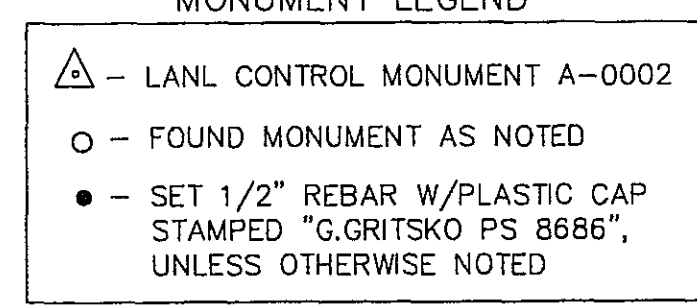 MONUMENT LEGEND
– LANL CONTROL MONUMENT A-0002
– FOUND MONUMENT AS NOTED
– SET 1/2" REBAR W/PLASTIC CAP
STAMPED "G.GRITSKO PS 8686",
UNLESS OTHERWISE NOTED